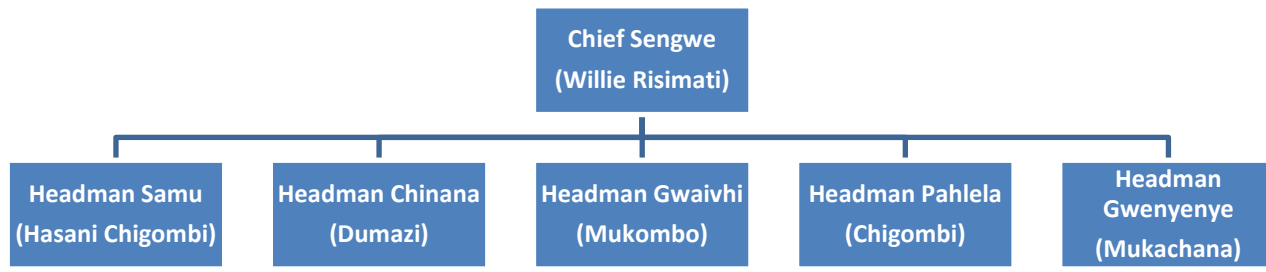 Chief Sengwe
(Willie Risimati)
Headman Samu
(Hasani Chigombi)
Headman Chinana
(Dumazi)
Headman Gwaivhi
(Mukombo)
Headman Pahlela
(Chigombi)
Headman
Gwenyenye
(Mukachana)